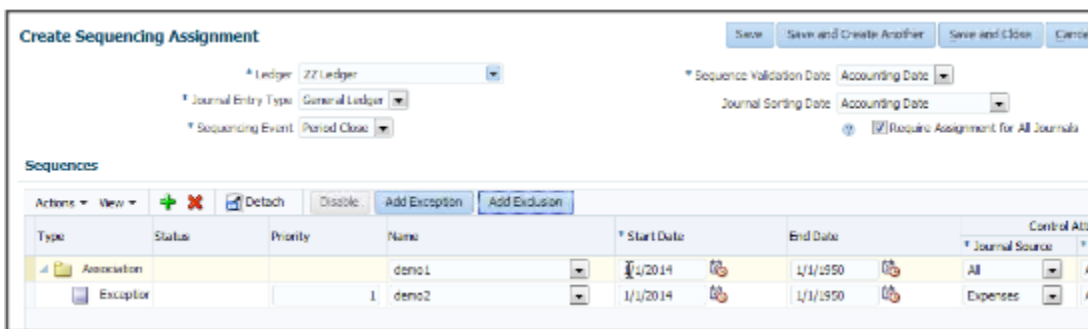 Create Sequencing Assignment Save Save and Create Another Save and Close Cance
* Ledger ZZ Ledger * Sequence Validation Date Accounting Date
* Journal Entry Type General Ledger Journal Sorting Date Accounting Date
* Sequencing Event Period Close Require Assignment for All Journals
Sequences
Actions View Detach Disable Add Exception Add Exclusion
Control Att
Type Status Priority Name * Start Date End Date * Journal Source *
Association demo1 1/1/2014 1/1/1950 All A
Exception 1 demo2 1/1/2014 1/1/1950 Expenses A